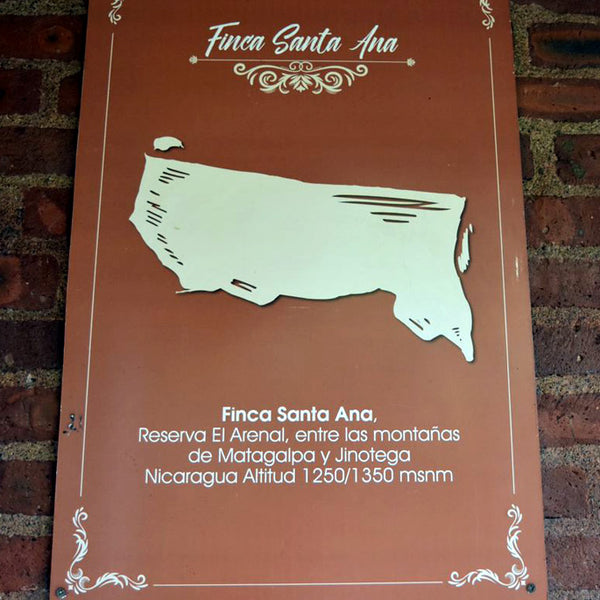 Finca Santa Ana
Finca Santa Ana,
Reserva El Arenal, entre las montañas
de Matagalpa y Jinotega
Nicaragua Altitud 1250/1350 msnm